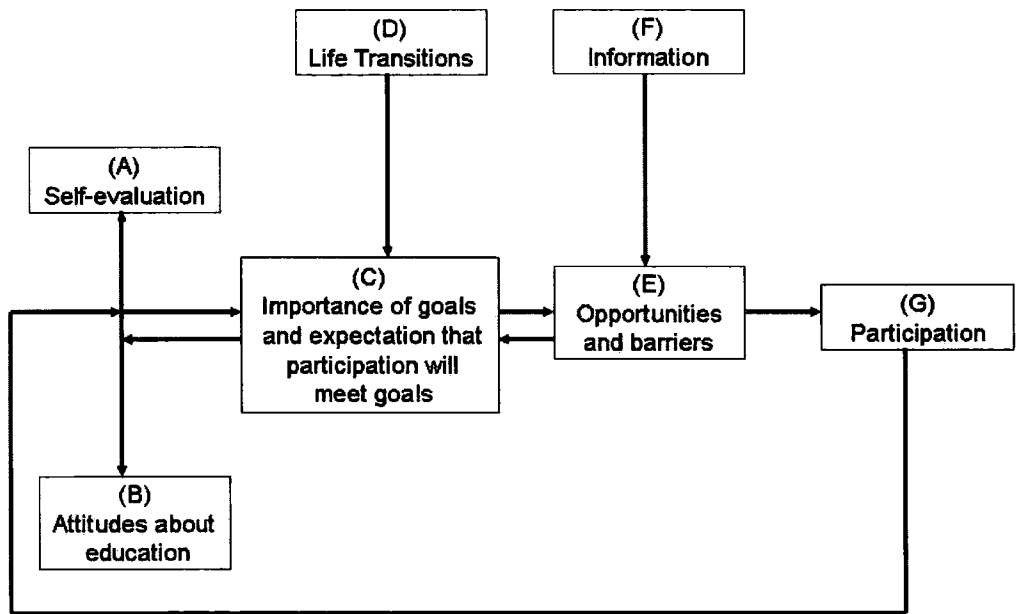 (D)
Life Transitions
(F)
Information
(A)
Self-evaluation
(C)
Importance of goals
and expectation that
participation will
meet goals
(E)
Opportunities
and barriers
(G)
Participation
(B)
Attitudes about
education